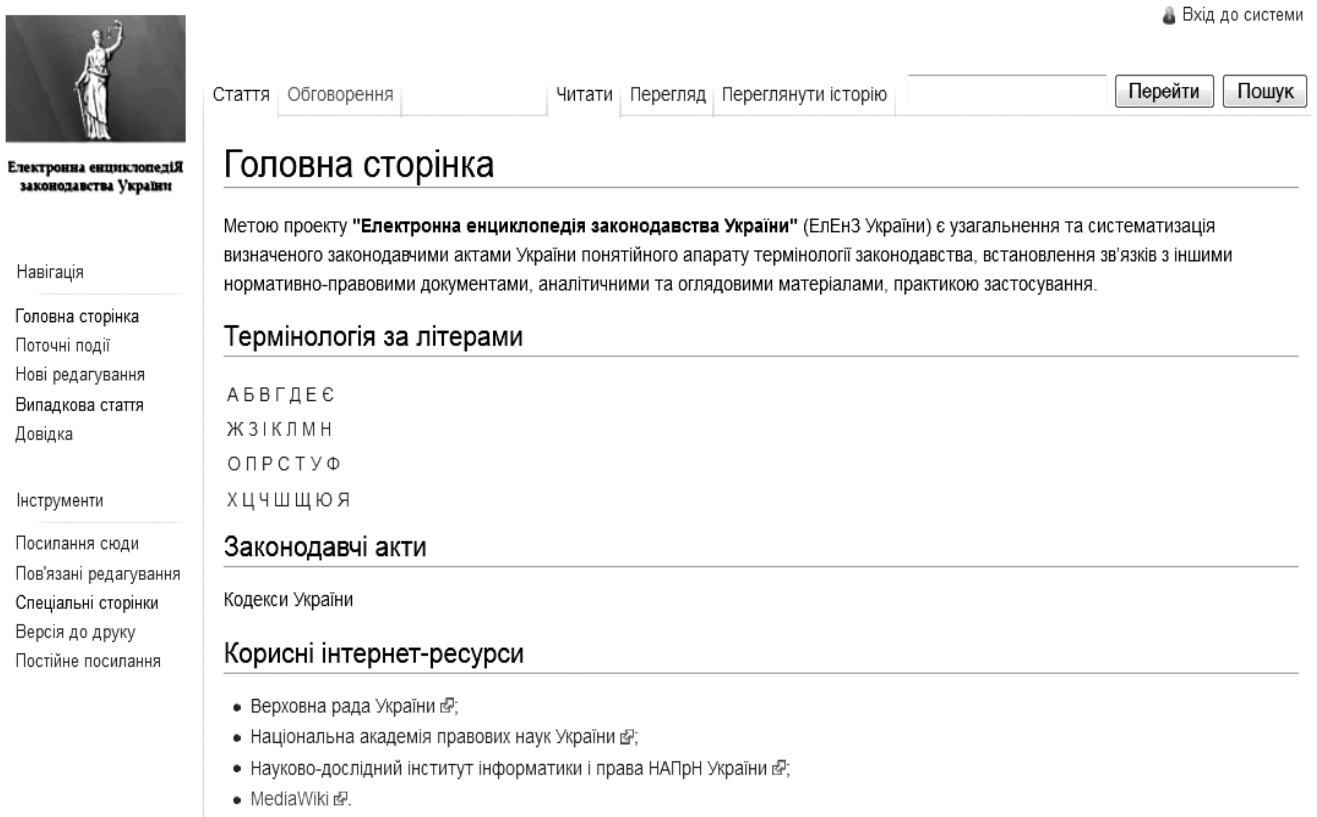 Вхід до системи
Стаття Обговорення Читати Перегляд Переглянути історію Перейти Пошук
Електронна енциклопедіЯ
законодавства України
Головна сторінка
Метою проекту "Електронна енциклопедія законодавства України" (ЕлЕнЗ України) є узагальнення та систематизація
визначеного законодавчими актами України понятійного апарату термінології законодавства, встановлення зв'язків з іншими
нормативно-правовими документами, аналітичними та оглядовими матеріалами, практикою застосування.
Навігація
Головна сторінка
Поточні події
Нові редагування
Випадкова стаття
Довідка
Інструменти
Посилання сюди
Пов'язані редагування
Спеціальні сторінки
Версія до друку
Постійне посилання
Термінологія за літерами
А Б В Г Д Е Є
Ж З І К Л М Н
О П Р С Т У Ф
Х Ц Ч Ш Щ Ю Я
Законодавчі акти
Кодекси України
Корисні інтернет-ресурси
• Верховна рада України ;
• Національна академія правових наук України ;
• Науково-дослідний інститут інформатики і права НАПрН України ;
• MediaWiki .